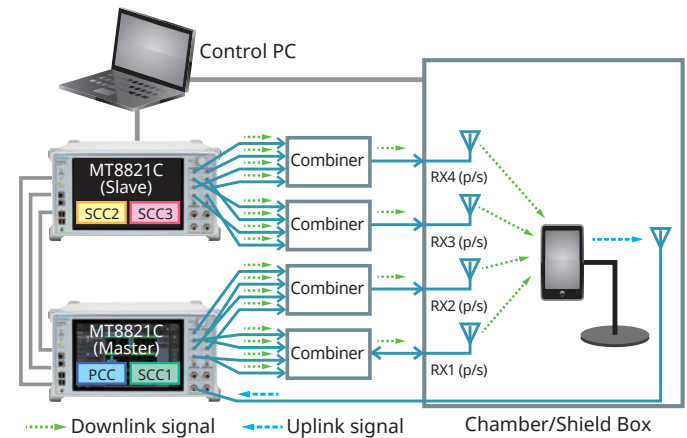 Control PC
MT8821C
(Slave)
SCC2
SCC3
Combiner
RX4 (p/s)
Combiner
RX3 (p/s)
Combiner
RX2 (p/s)
MT8821C
(Master)
PCC
SCC1
Combiner
RX1 (p/s)
Downlink signal
Uplink signal
Chamber/Shield Box